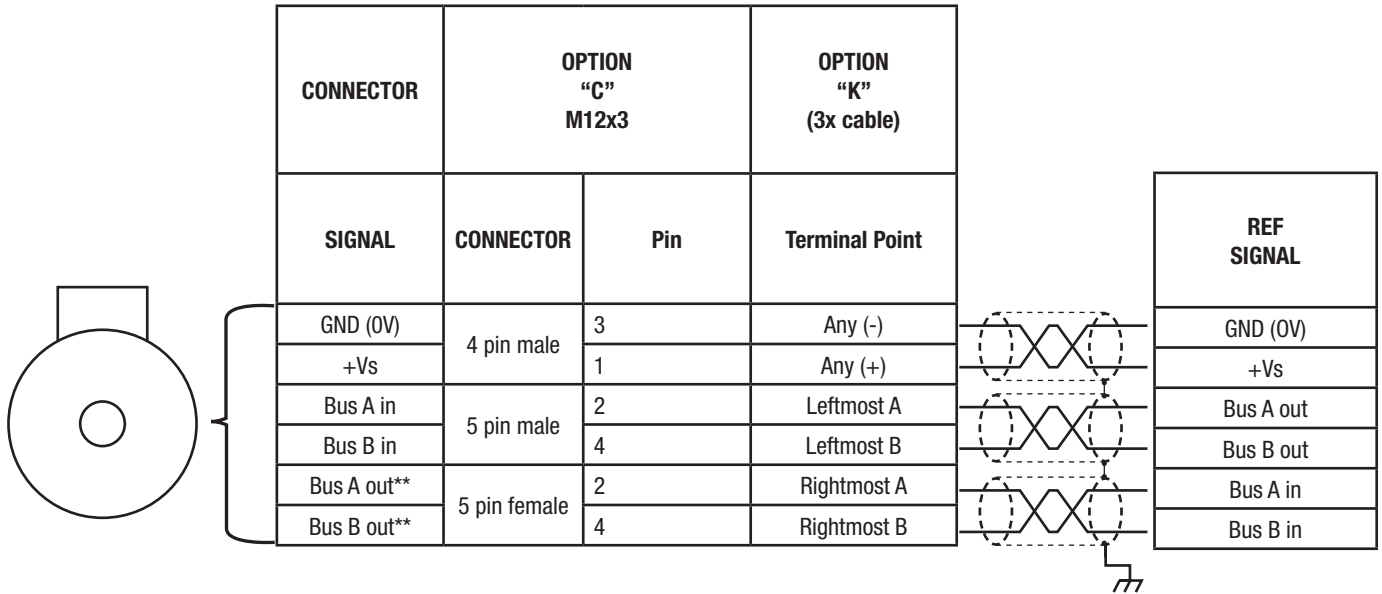 CONNECTOR
OPTION
“C”
M12x3
OPTION
“K”
(3x cable)
SIGNAL
CONNECTOR
Pin
Terminal Point
REF
SIGNAL
GND (0V)
4 pin male
3
Any (-)
GND (0V)
+Vs
1
Any (+)
+Vs
Bus A in
5 pin male
2
Leftmost A
Bus A out
Bus B in
4
Leftmost B
Bus B out
Bus A out**
5 pin female
2
Rightmost A
Bus A in
Bus B out**
4
Rightmost B
Bus B in